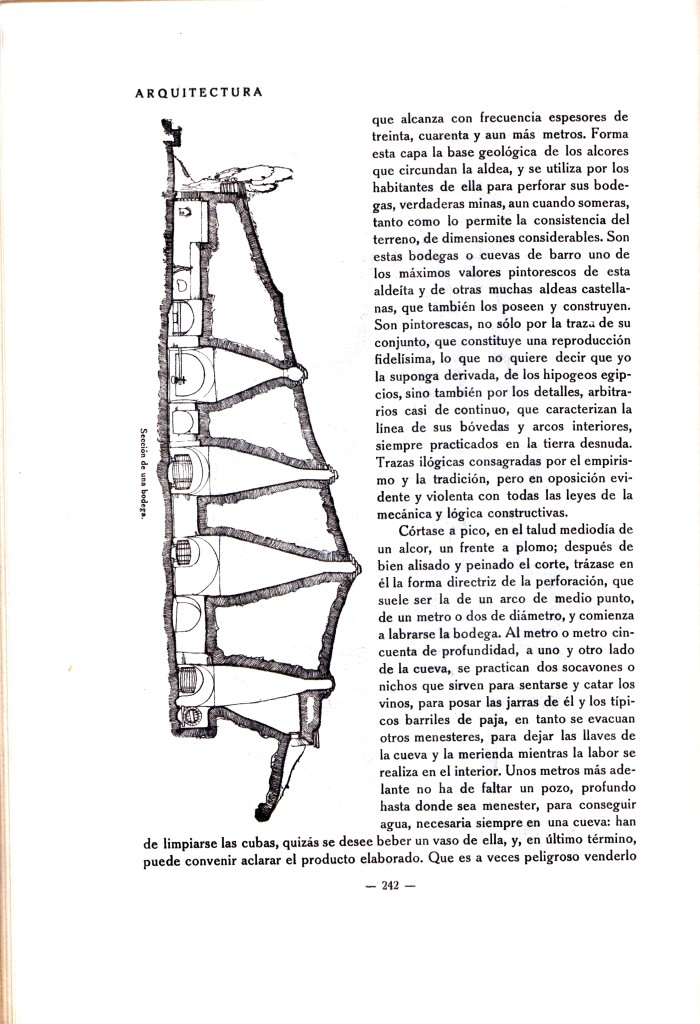 ARQUITECTURA
Sección de una bodega.
que alcanza con frecuencia espesores de
treinta, cuarenta y aun más metros. Forma
esta capa la base geológica de los alcores
que circundan la aldea, y se utiliza por los
habitantes de ella para perforar sus bode-
gas, verdaderas minas, aun cuando someras,
tanto como lo permite la consistencia del
terreno, de dimensiones considerables. Son
estas bodegas o cuevas de barro uno de
los máximos valores pintorescos de esta
aldeíta y de otras muchas aldeas castella-
nas, que también los poseen y construyen.
Son pintorescas, no sólo por la traza de su
conjunto, que constituye una reproducción
fidelísima, lo que no quiere decir que yo
la suponga derivada, de los hipogeos egip-
cios, sino también por los detalles, arbitra-
rios casi de continuo, que caracterizan la
línea de sus bóvedas y arcos interiores,
siempre practicados en la tierra desnuda.
Trazas ilógicas consagradas por el empiris-
mo y la tradición, pero en oposición evi-
dente y violenta con todas las leyes de la
mecánica y lógica constructivas.
Córtase a pico, en el talud mediodía de
un alcor, un frente a plomo; después de
bien alisado y peinado el corte, trázase en
él la forma directriz de la perforación, que
suele ser la de un arco de medio punto,
de un metro o dos de diámetro, y comienza
a labrarse la bodega. Al metro o metro cin-
cuenta de profundidad, a uno y otro lado
de la cueva, se practican dos socavones o
nichos que sirven para sentarse y catar los
vinos, para posar las jarras de él y los típi-
cos barriles de paja, en tanto se evacuan
otros menesteres, para dejar las llaves de
la cueva y la merienda mientras la labor se
realiza en el interior. Unos metros más ade-
lante no ha de faltar un pozo, profundo
hasta donde sea menester, para conseguir
agua, necesaria siempre en una cueva: han
de limpiarse las cubas, quizás se desee beber un vaso de ella, y, en último término,
puede convenir aclarar el producto elaborado. Que es a veces peligroso venderlo
— 242 —